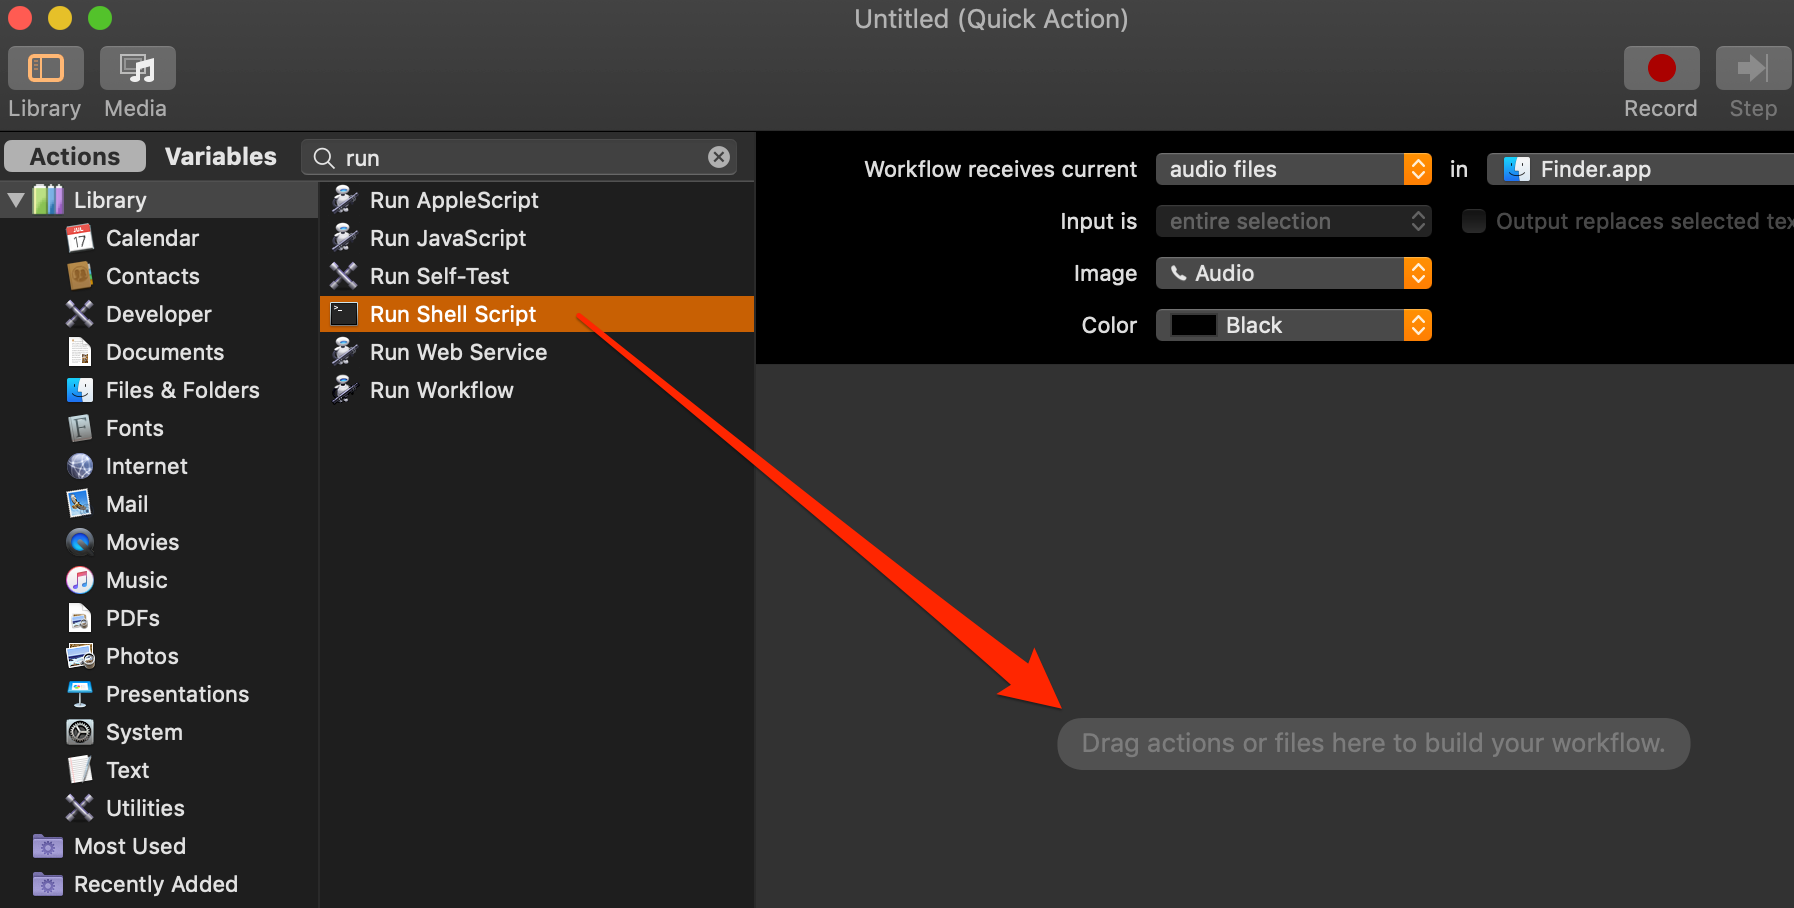 Untitled (Quick Action)
Library
Media
Record
Step
Actions
Variables
run
Library
Calendar
Contacts
Developer
Documents
Files & Folders
Fonts
Internet
Mail
Movies
Music
PDFs
Photos
Presentations
System
Text
Utilities
Most Used
Recently Added
Run AppleScript
Run JavaScript
Run Self-Test
Run Shell Script
Run Web Service
Run Workflow
Workflow receives current audio files in Finder.app
Input is entire selection Output replaces selected tex
Image Audio
Color Black
Drag actions or files here to build your workflow.